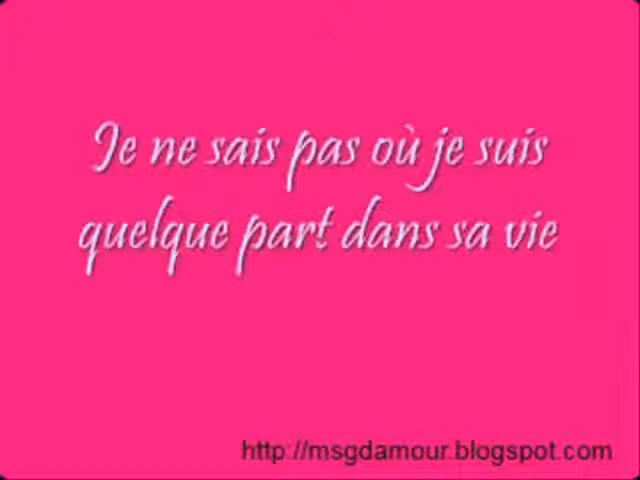 Je ne sais pas où je suis
quelque part dans sa vie
http://msgdamour.blogspot.com